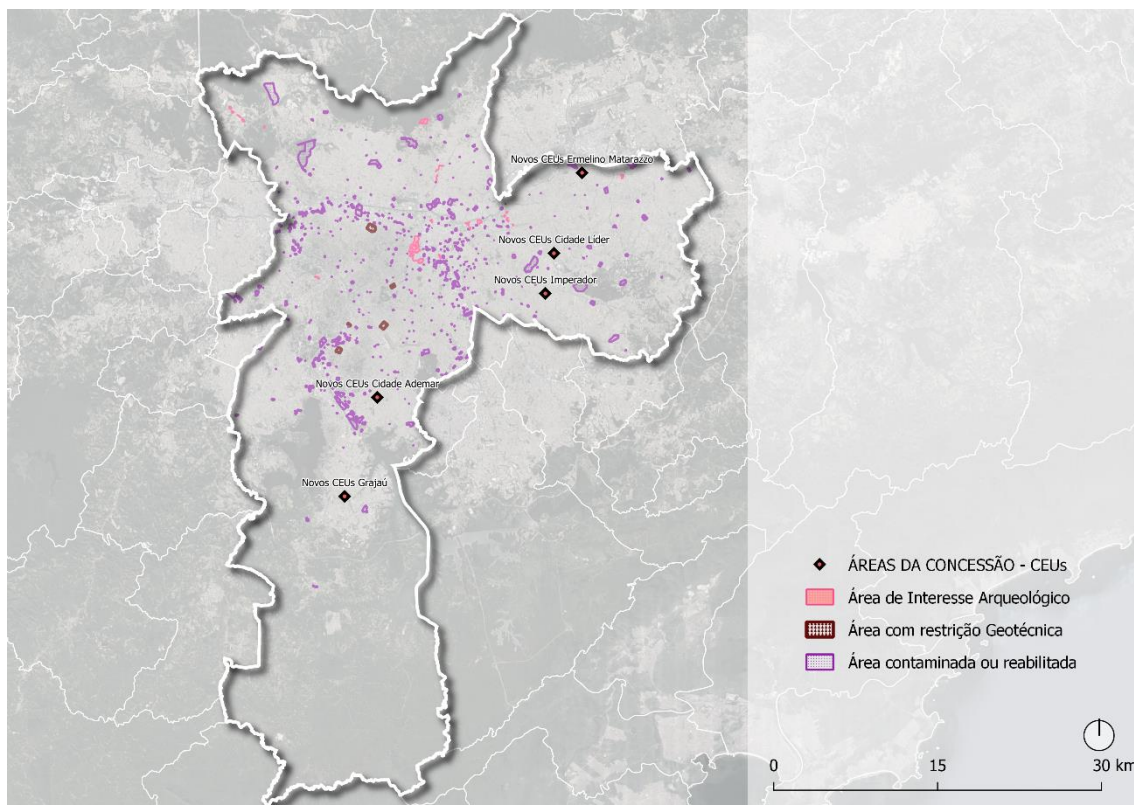 Novos CEUs Ermelino Matarazzo
Novos CEUs Cidade Líder
Novos CEUs Imperador
Novos CEUs Cidade Ademar
Novos CEUs Grajaú
ÁREAS DA CONCESSÃO - CEUs
Área de Interesse Arqueológico
Área com restrição Geotécnica
Área contaminada ou reabilitada
0 15 30 km